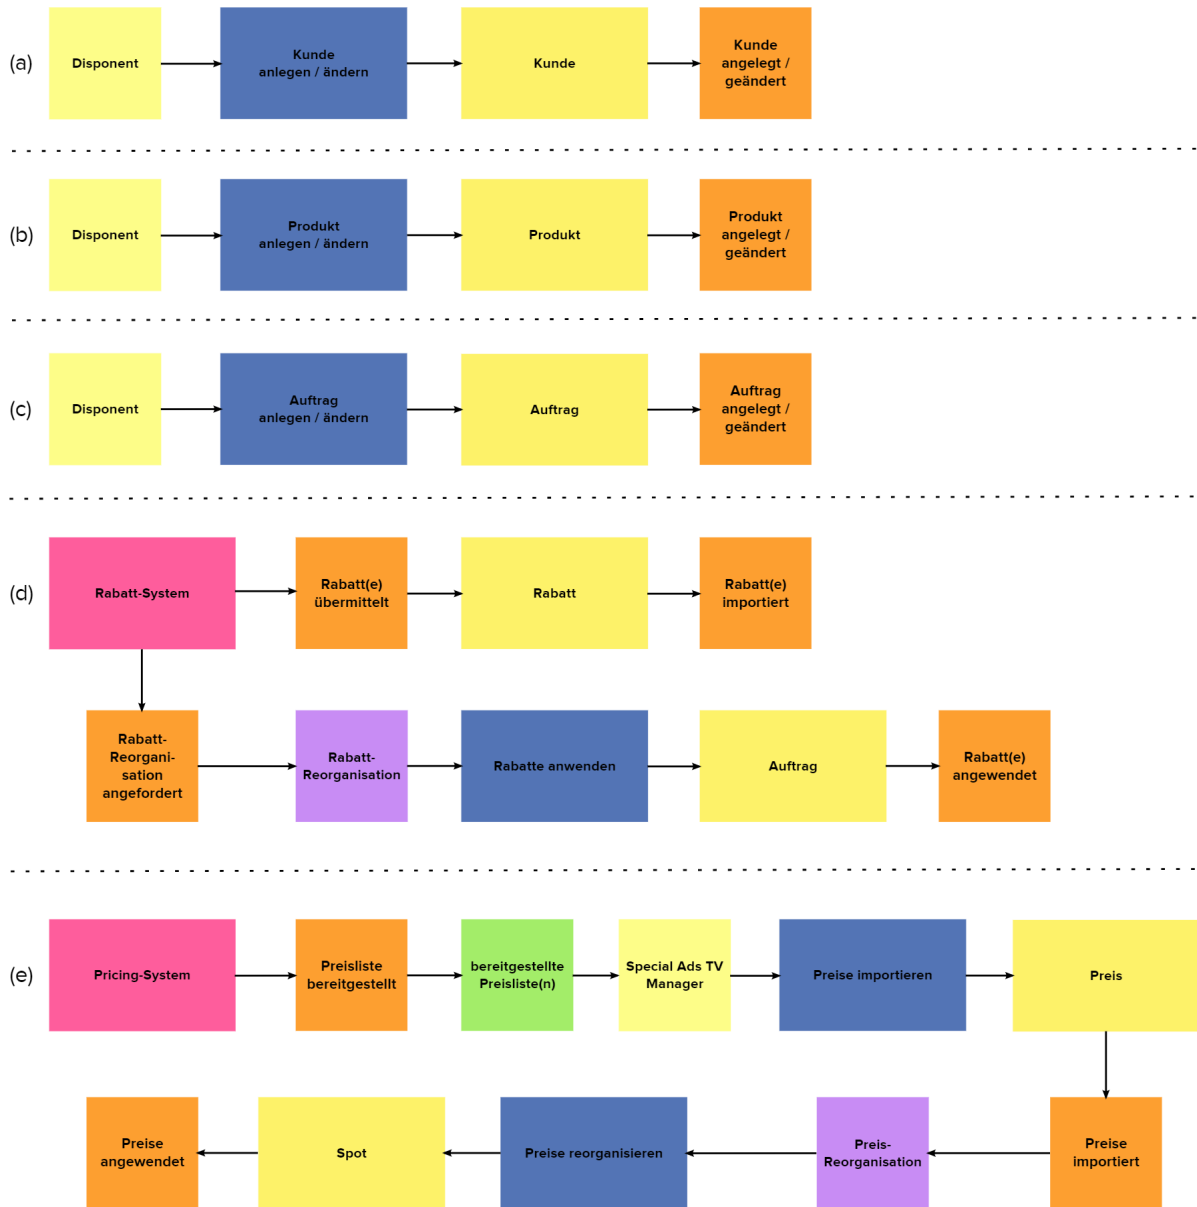 (a)
Disponent
Kunde
anlegen / ändern
Kunde
Kunde
angelegt /
geändert
(b)
Disponent
Produkt
anlegen / ändern
Produkt
Produkt
angelegt /
geändert
(c)
Disponent
Auftrag
anlegen / ändern
Auftrag
Auftrag
angelegt /
geändert
(d)
Rabatt-System
Rabatt(e)
übermittelt
Rabatt
Rabatt(e)
importiert
Rabatt-
Reorgani-
sation
angefordert
Rabatt-
Reorganisation
Rabatte anwenden
Auftrag
Rabatt(e)
angewendet
(e)
Pricing-System
Preisliste
bereitgestellt
bereitgestellte
Preisliste(n)
Special Ads TV
Manager
Preise importieren
Preis
Preise
importiert
Preis-
Reorganisation
Preise reorganisieren
Spot
Preise
angewendet